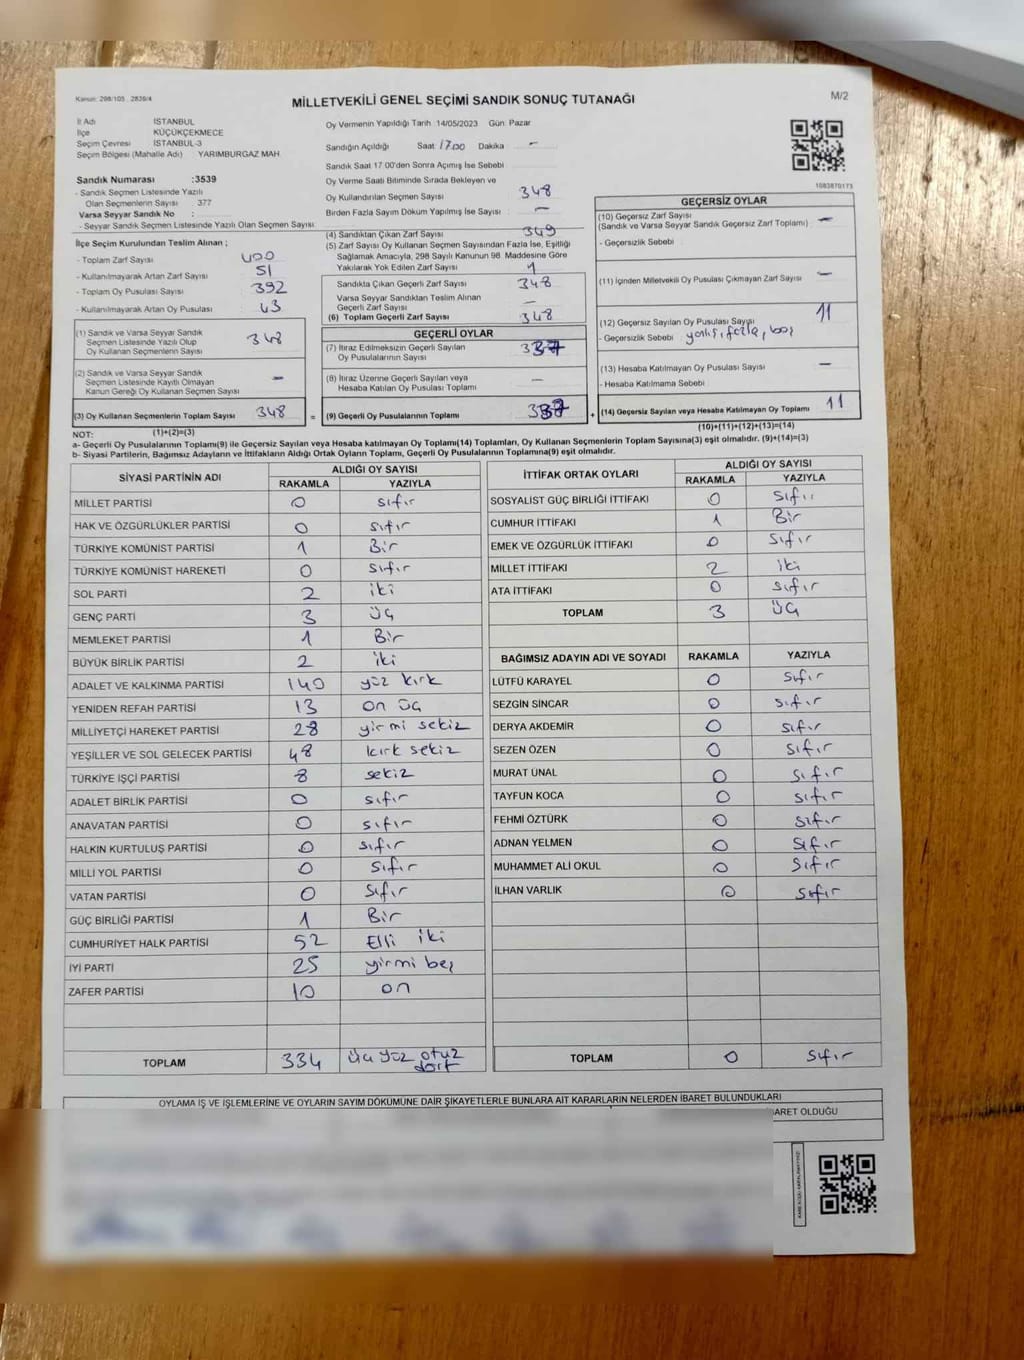 Kanun: 298/105 , 2839/4
MİLLETVEKİLİ GENEL SEÇİMİ SANDIK SONUÇ TUTANAĞI
M/2
İl Adı İSTANBUL
İlçe KÜÇÜKÇEKMECE
Seçim Çevresi İSTANBUL-3
Seçim Bölgesi (Mahalle Adı) YARIMBURGAZ MAH
Sandık Numarası :3539
- Sandık Seçmen Listesinde Yazılı
Olan Seçmenlerin Sayısı 377
Varsa Seyyar Sandık No :
- Seyyar Sandık Seçmen Listesinde Yazılı Olan Seçmen Sayısı:
Oy Vermenin Yapıldığı Tarih 14/05/2023 Gün: Pazar
Sandığın Açıldığı Saat 17.00 Dakika -
Sandık Saat 17:00'den Sonra Açımış İse Sebebi
Oy Verme Saati Bitiminde Sırada Bekleyen ve
Oy Kullandırılan Seçmen Sayısı 348
Birden Fazla Sayım Dökum Yapılmış İse Sayısı -
(4) Sandıktan Çıkan Zarf Sayısı 349
(5) Zarf Sayısı Oy Kullanan Seçmen Sayısından Fazla İse, Eşitliği
Sağlamak Amacıyla, 298 Sayılı Kanunun 98. Maddesine Göre
Yakılarak Yok Edilen Zarf Sayısı 1
Sandıkta Çıkan Geçerli Zarf Sayısı 348
Varsa Seyyar Sandıktan Teslim Alınan
Geçerli Zarf Sayısı -
(6) Toplam Geçerli Zarf Sayısı 348
İlçe Seçim Kurulundan Teslim Alınan ;
- Toplam Zarf Sayısı 400
- Kullanılmayarak Artan Zarf Sayısı 51
- Toplam Oy Pusulası Sayısı 392
- Kullanılmayarak Artan Oy Pusulası 43
(1) Sandık ve Varsa Seyyar Sandık
Seçmen Listesinde Yazılı Olup
Oy Kullanan Seçmenlerin Sayısı 348
(2) Sandık ve Varsa Seyyar Sandık
Seçmen Listesinde Kayıtlı Olmayan
Kanun Gereği Oy Kullanan Seçmen Sayısı -
(3) Oy Kullanan Seçmenlerin Toplam Sayısı 348 =
(1)+(2)=(3)
GEÇERLİ OYLAR
(7) İtiraz Edilmeksizin Geçerli Sayılan
Oy Pusulalarının Sayısı 337
(8) İtiraz Üzerine Geçerli Sayılan veya
Hesaba Katılan Oy Pusulası Toplamı -
(9) Geçerli Oy Pusulalarının Toplamı 337 +
1083870173
GEÇERSİZ OYLAR
(10) Geçersiz Zarf Sayısı
(Sandık ve Varsa Seyyar Sandık Geçersiz Zarf Toplamı) -
- Geçersizlik Sebebi :
(11) İçinden Milletvekili Oy Pusulası Çıkmayan Zarf Sayısı -
(12) Geçersiz Sayılan Oy Pusulası Sayısı 11
- Geçersizlik Sebebi yanlış, fazla, boş
(13) Hesaba Katılmayan Oy Pusulası Sayısı -
- Hesaba Katılmama Sebebi :
(14) Geçersiz Sayılan veya Hesaba Katılmayan Oy Toplamı 11
(10)+(11)+(12)+(13)=(14)
NOT:
a- Geçerli Oy Pusulalarının Toplamı(9) ile Geçersiz Sayılan veya Hesaba katılmayan Oy Toplamı(14) Toplamları, Oy Kullanan Seçmenlerin Toplam Sayısına(3) eşit olmalıdır. (9)+(14)=(3)
b- Siyasi Partilerin, Bağımsız Adayların ve İttifakların Aldığı Ortak Oyların Toplamı, Geçerli Oy Pusulalarının Toplamına(9) eşit olmalıdır.
SİYASİ PARTİNİN ADI ALDIĞI OY SAYISI
RAKAMLA YAZIYLA
MİLLET PARTİSİ 0 sıfır
HAK VE ÖZGÜRLÜKLER PARTİSİ 0 sıfır
TÜRKİYE KOMÜNİST PARTİSİ 1 Bir
TÜRKİYE KOMÜNİST HAREKETİ 0 sıfır
SOL PARTİ 2 iki
GENÇ PARTİ 3 üç
MEMLEKET PARTİSİ 1 Bir
BÜYÜK BİRLİK PARTİSİ 2 iki
ADALET VE KALKINMA PARTİSİ 140 yüz kırk
YENİDEN REFAH PARTİSİ 13 on üç
MİLLİYETÇİ HAREKET PARTİSİ 28 yirmi sekiz
YEŞİLLER VE SOL GELECEK PARTİSİ 48 kırk sekiz
TÜRKİYE İŞÇİ PARTİSİ 8 sekiz
ADALET BİRLİK PARTİSİ 0 sıfır
ANAVATAN PARTİSİ 0 sıfır
HALKIN KURTULUŞ PARTİSİ 0 sıfır
MİLLİ YOL PARTİSİ 0 sıfır
VATAN PARTİSİ 0 sıfır
GÜÇ BİRLİĞİ PARTİSİ 1 Bir
CUMHURİYET HALK PARTİSİ 52 Elli iki
İYİ PARTİ 25 yirmi beş
ZAFER PARTİSİ 10 on
TOPLAM 334 üç yüz otuz
dört
İTTİFAK ORTAK OYLARI ALDIĞI OY SAYISI
RAKAMLA YAZIYLA
SOSYALİST GÜÇ BİRLİĞİ İTTİFAKI 0 sıfır
CUMHUR İTTİFAKI 1 Bir
EMEK VE ÖZGÜRLÜK İTTİFAKI 0 sıfır
MİLLET İTTİFAKI 2 iki
ATA İTTİFAKI 0 sıfır
TOPLAM 3 üç
BAĞIMSIZ ADAYIN ADI VE SOYADI RAKAMLA YAZIYLA
LÜTFÜ KARAYEL 0 sıfır
SEZGİN SİNCAR 0 sıfır
DERYA AKDEMİR 0 sıfır
SEZEN ÖZEN 0 sıfır
MURAT ÜNAL 0 sıfır
TAYFUN KOCA 0 sıfır
FEHMİ ÖZTÜRK 0 sıfır
ADNAN YELMEN 0 sıfır
MUHAMMET ALİ OKUL 0 sıfır
İLHAN VARLIK 0 sıfır
TOPLAM 0 sıfır
OYLAMA İŞ VE İŞLEMLERİNE VE OYLARIN SAYIM DÖKÜMÜNE DAİR ŞİKAYETLERLE BUNLARA AİT KARARLARIN NELERDEN İBARET BULUNDUKLARI
BARET OLDUĞU